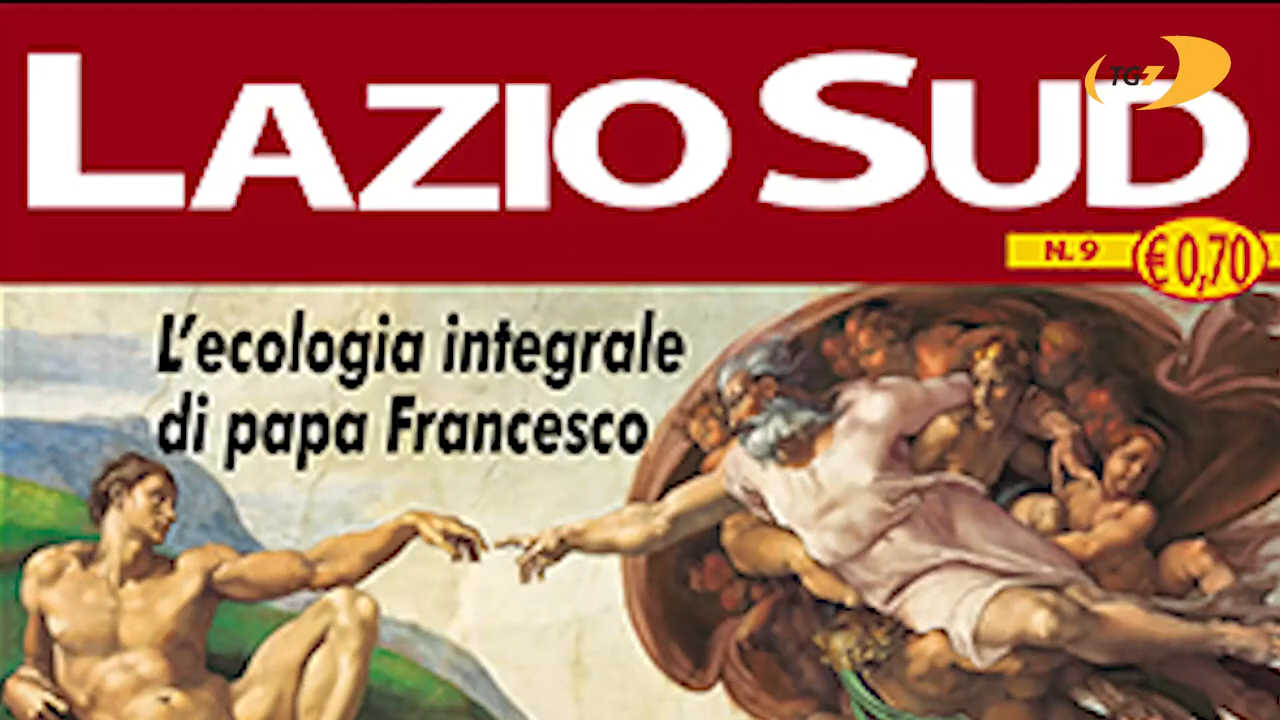 LAZIO SUD
TG7
N. 9
€ 0,70
L'ecologia integrale
di papa Francesco